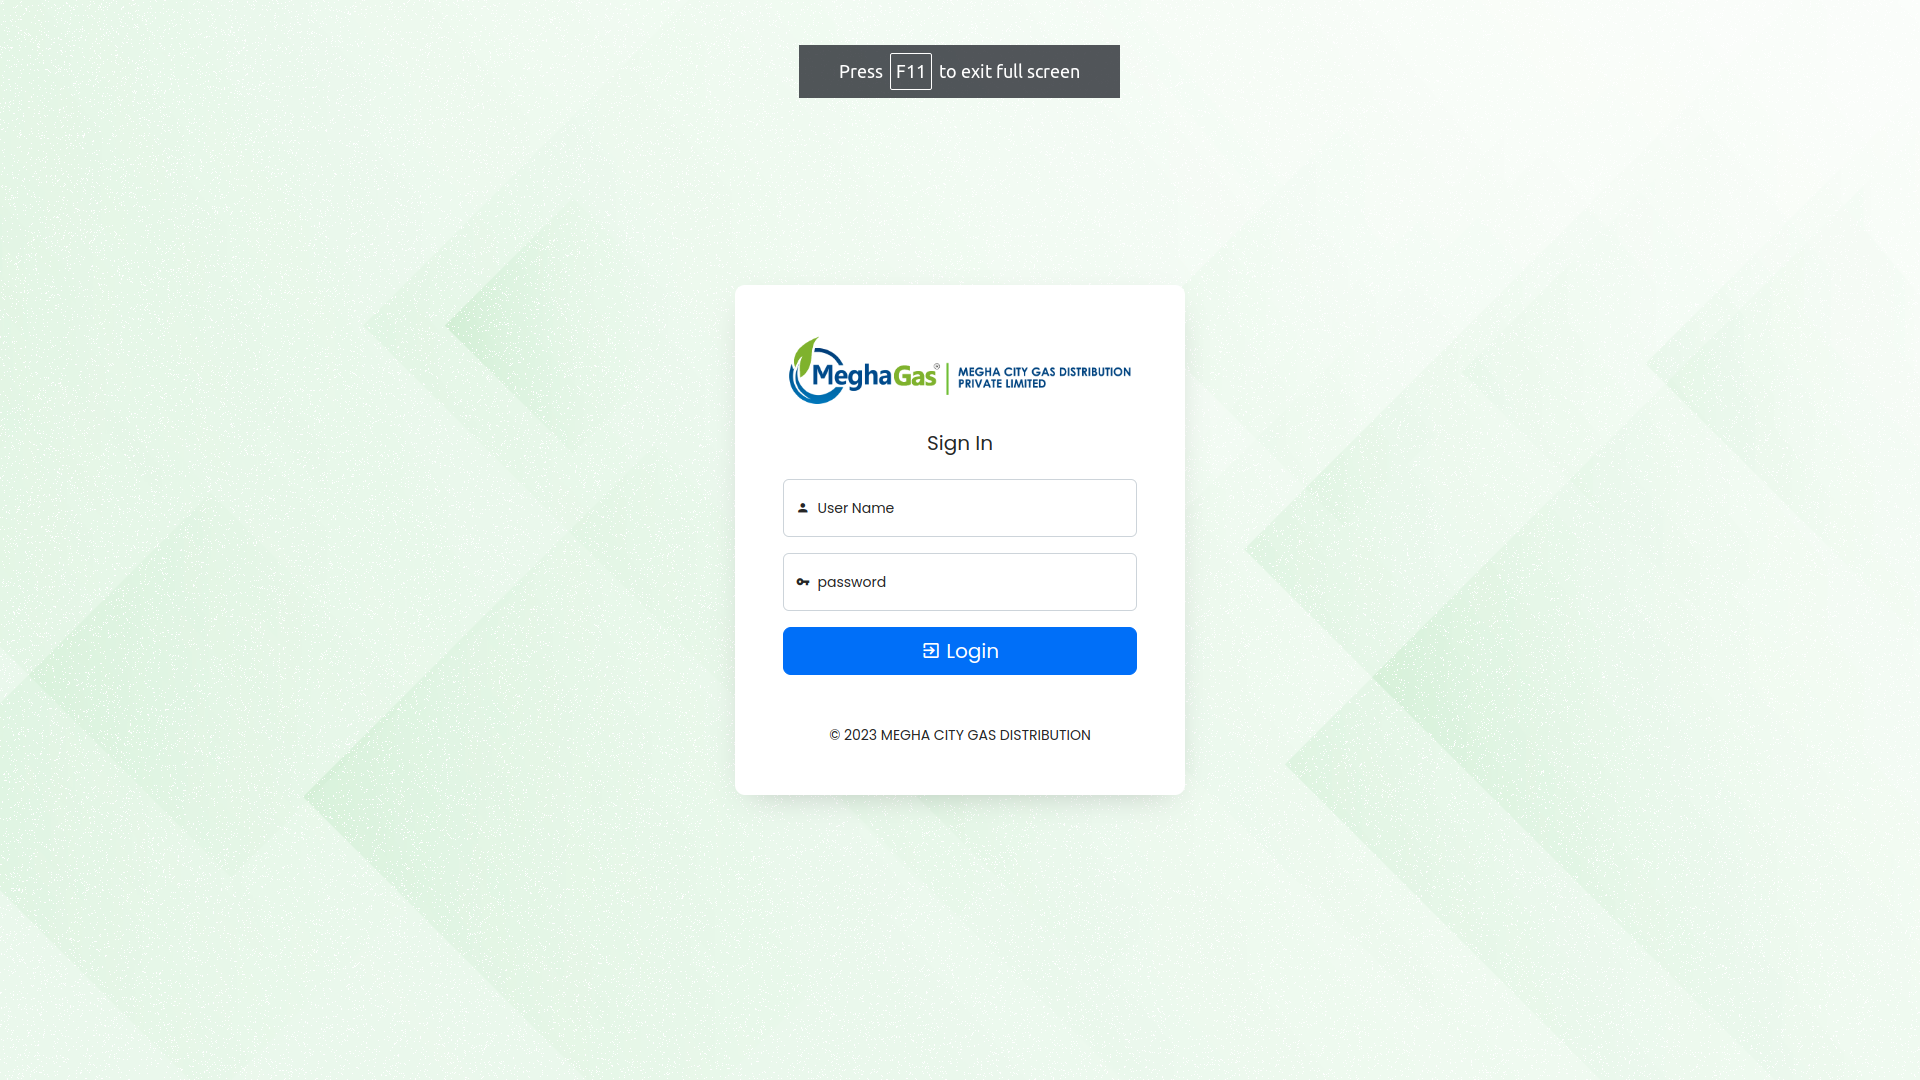 Press F11 to exit full screen
MeghaGas® | MEGHA CITY GAS DISTRIBUTION
PRIVATE LIMITED
Sign In
User Name
password
Login
© 2023 MEGHA CITY GAS DISTRIBUTION